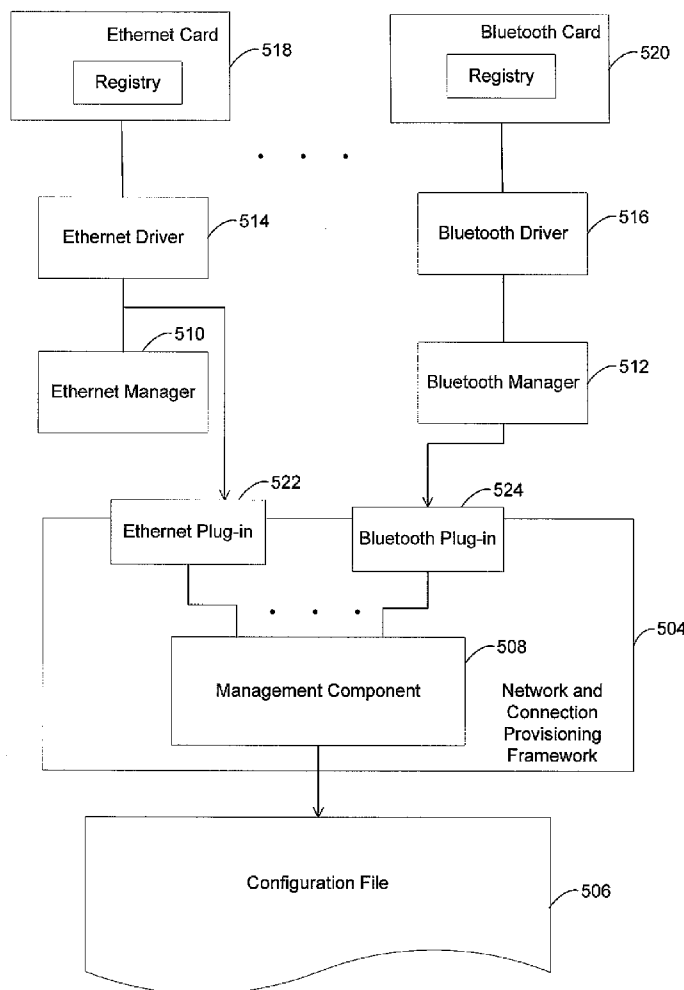 Ethernet Card
518
Registry
Bluetooth Card
520
Registry
Ethernet Driver
514
Bluetooth Driver
516
510
Ethernet Manager
Bluetooth Manager
512
522
Ethernet Plug-in
524
Bluetooth Plug-in
504
508
Management Component
Network and
Connection
Provisioning
Framework
Configuration File
506